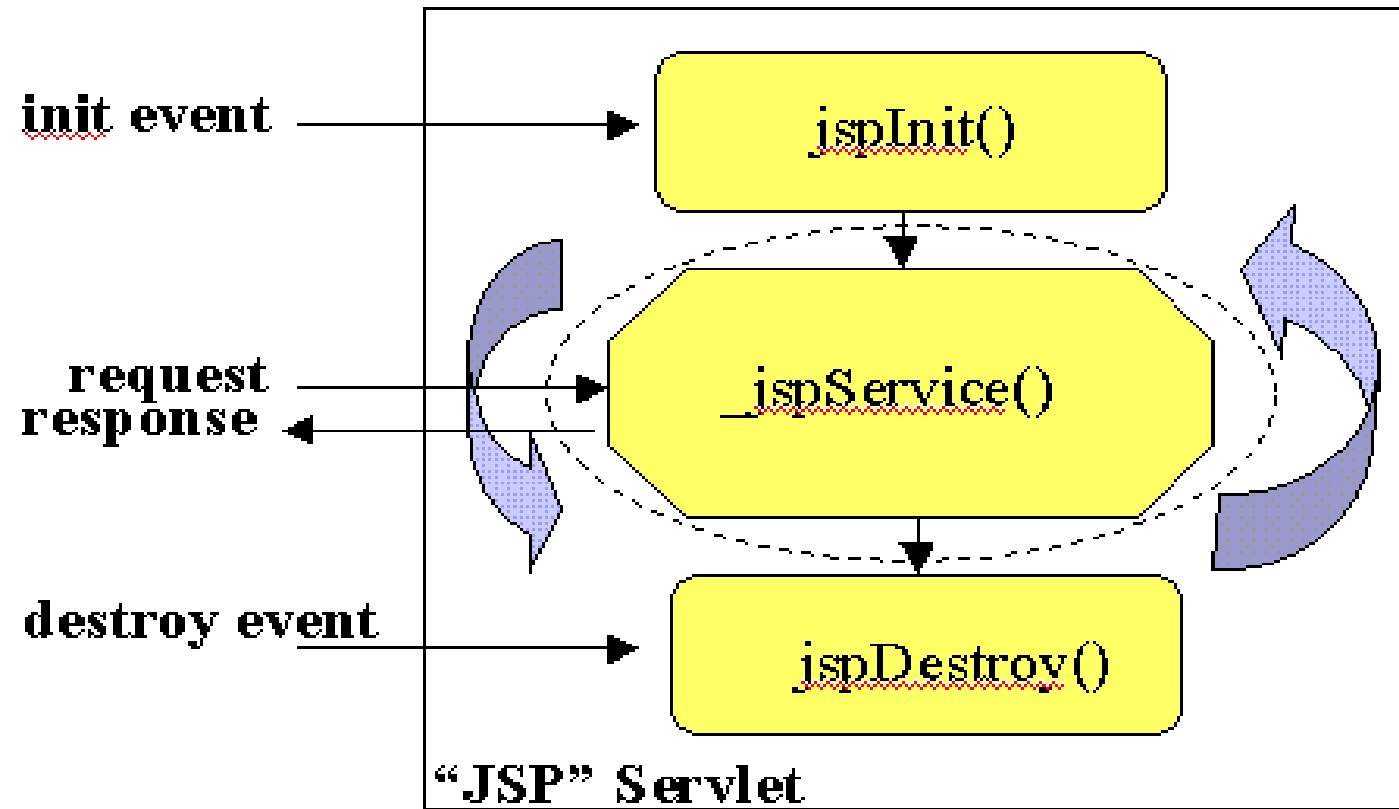 init event
jspInit()
request
response
_jspService()
destroy event
jspDestroy()
“JSP” Servlet